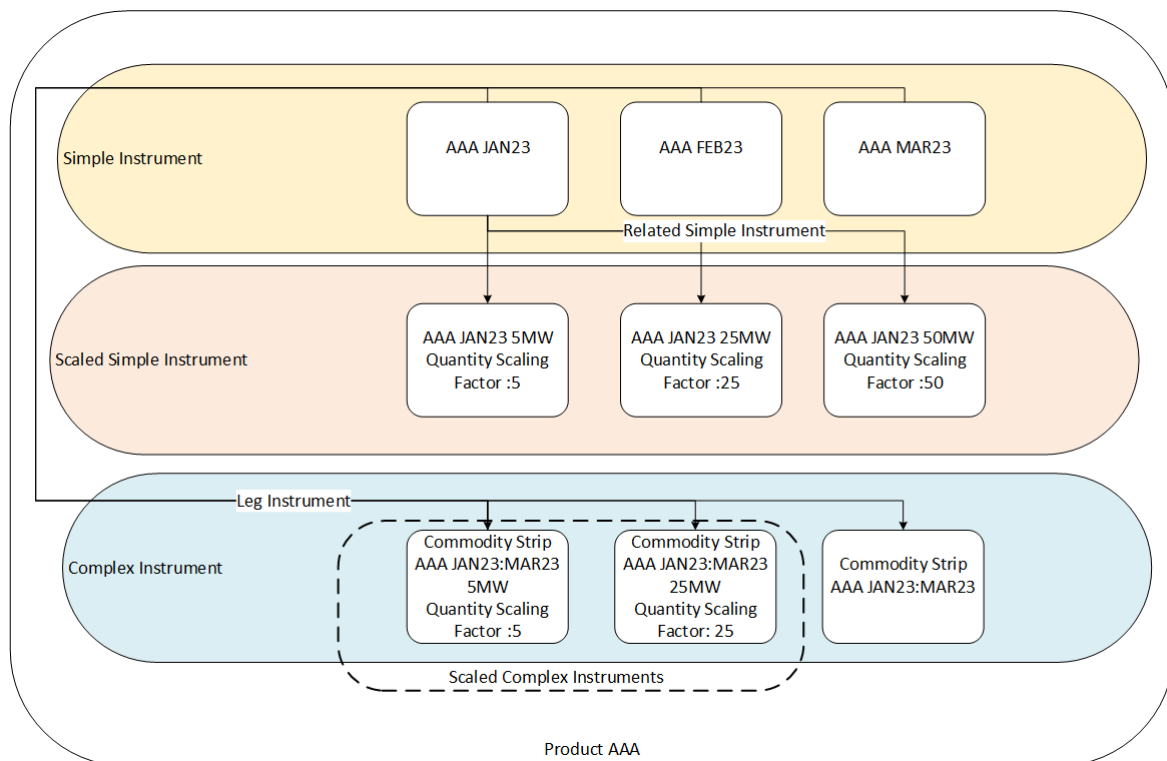 AAA JAN23
AAA FEB23
AAA MAR23
Simple Instrument
Related Simple Instrument
Scaled Simple Instrument
AAA JAN23 5MW
Quantity Scaling
Factor :5
AAA JAN23 25MW
Quantity Scaling
Factor :25
AAA JAN23 50MW
Quantity Scaling
Factor :50
Leg Instrument
Complex Instrument
Commodity Strip
AAA JAN23:MAR23
5MW
Quantity Scaling
Factor :5
Commodity Strip
AAA JAN23:MAR23
25MW
Quantity Scaling
Factor: 25
Commodity Strip
AAA JAN23:MAR23
Scaled Complex Instruments
Product AAA